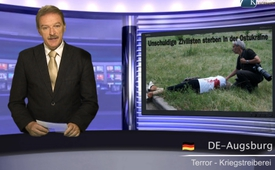 Unschuldige Zivilisten sterben in der Ostukraine
DE-Augsburg
Terror - Kriegstreiberei